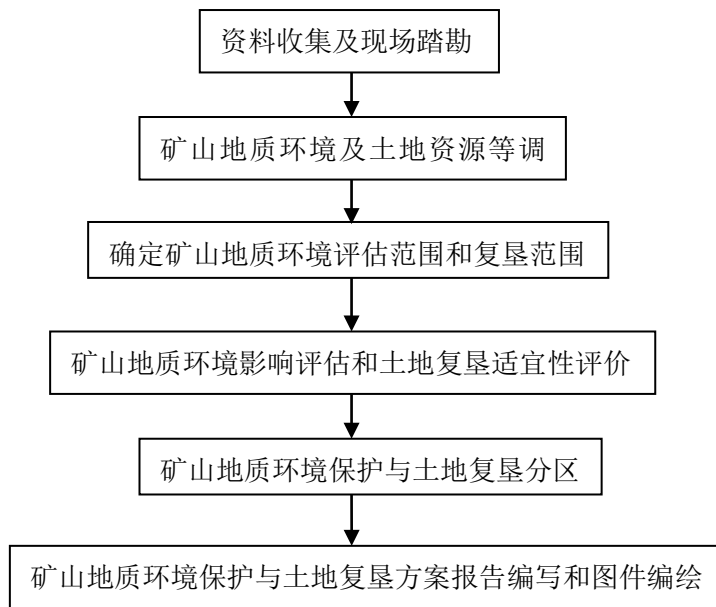 资料收集及现场踏勘
矿山地质环境及土地资源等调
确定矿山地质环境评估范围和复垦范围
矿山地质环境影响评估和土地复垦适宜性评价
矿山地质环境保护与土地复垦分区
矿山地质环境保护与土地复垦方案报告编写和图件编绘